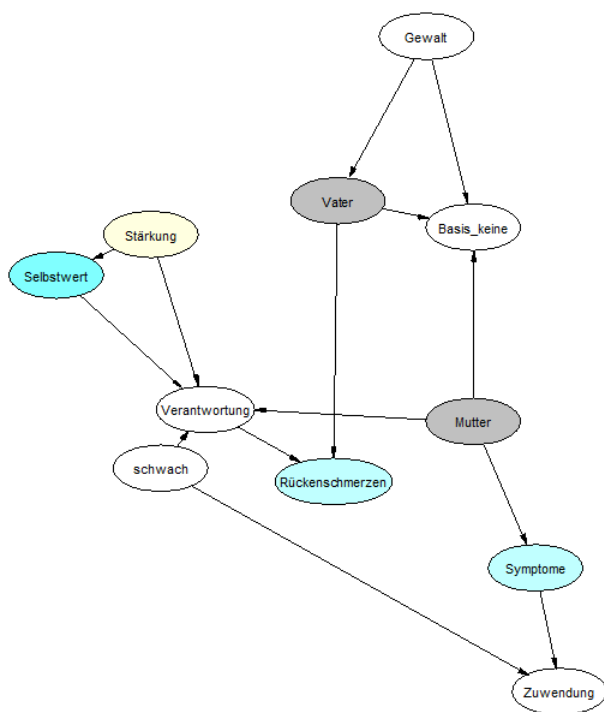 Gewalt
Vater
Basis_keine
Stärkung
Selbstwert
Verantwortung
Mutter
schwach
Rückenschmerzen
Symptome
Zuwendung